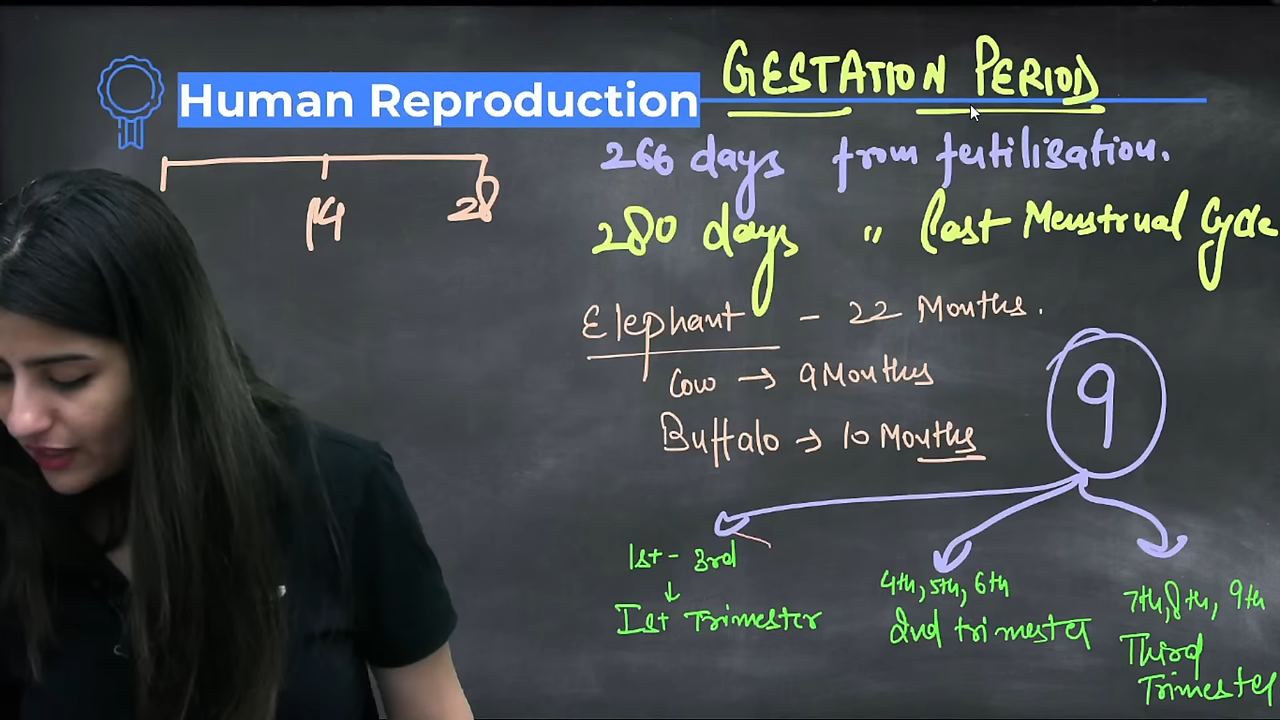 Human Reproduction
GESTATION PERIOD
266 days from fertilisation.
280 days " Last Menstrual Cycle
14
28
Elephant - 22 Months.
Cow → 9 Months
Buffalo → 10 Months
9
1st - 3rd
↓
Ist Trimester
4th, 5th, 6th
2nd trimester
7th, 8th, 9th
Third
Trimester